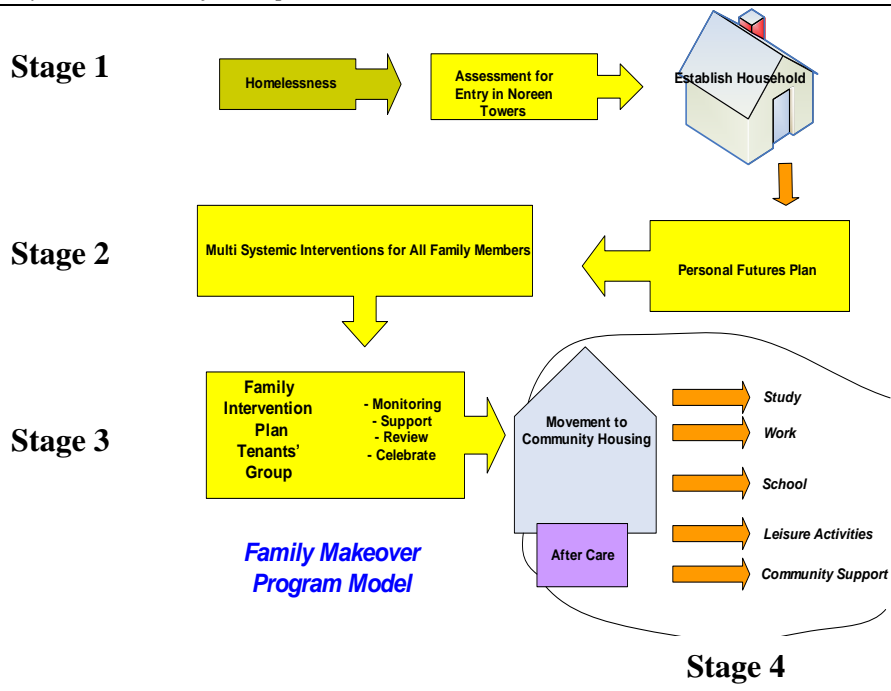 Stage 1
Homelessness
Assessment for
Entry in Noreen
Towers
Establish Household
Stage 2
Multi Systemic Interventions for All Family Members
Personal Futures Plan
Stage 3
Family
Intervention
Plan
Tenants'
Group
- Monitoring
- Support
- Review
- Celebrate
Movement to
Community Housing
After Care
Study
Work
School
Leisure Activities
Community Support
Family Makeover
Program Model
Stage 4